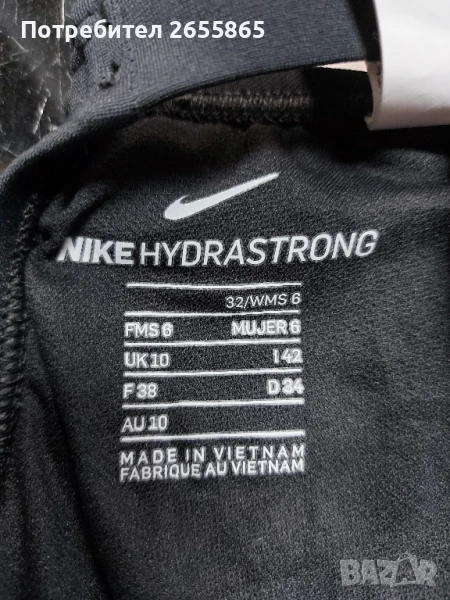 Потребител 2655865
NIKE HYDRASTRONG
32/WMS 6
FMS 6 MUJER 6
UK 10 I 42
F 38 D 34
AU 10
MADE IN VIETNAM
FABRIQUE AU VIETNAM
BAZAR